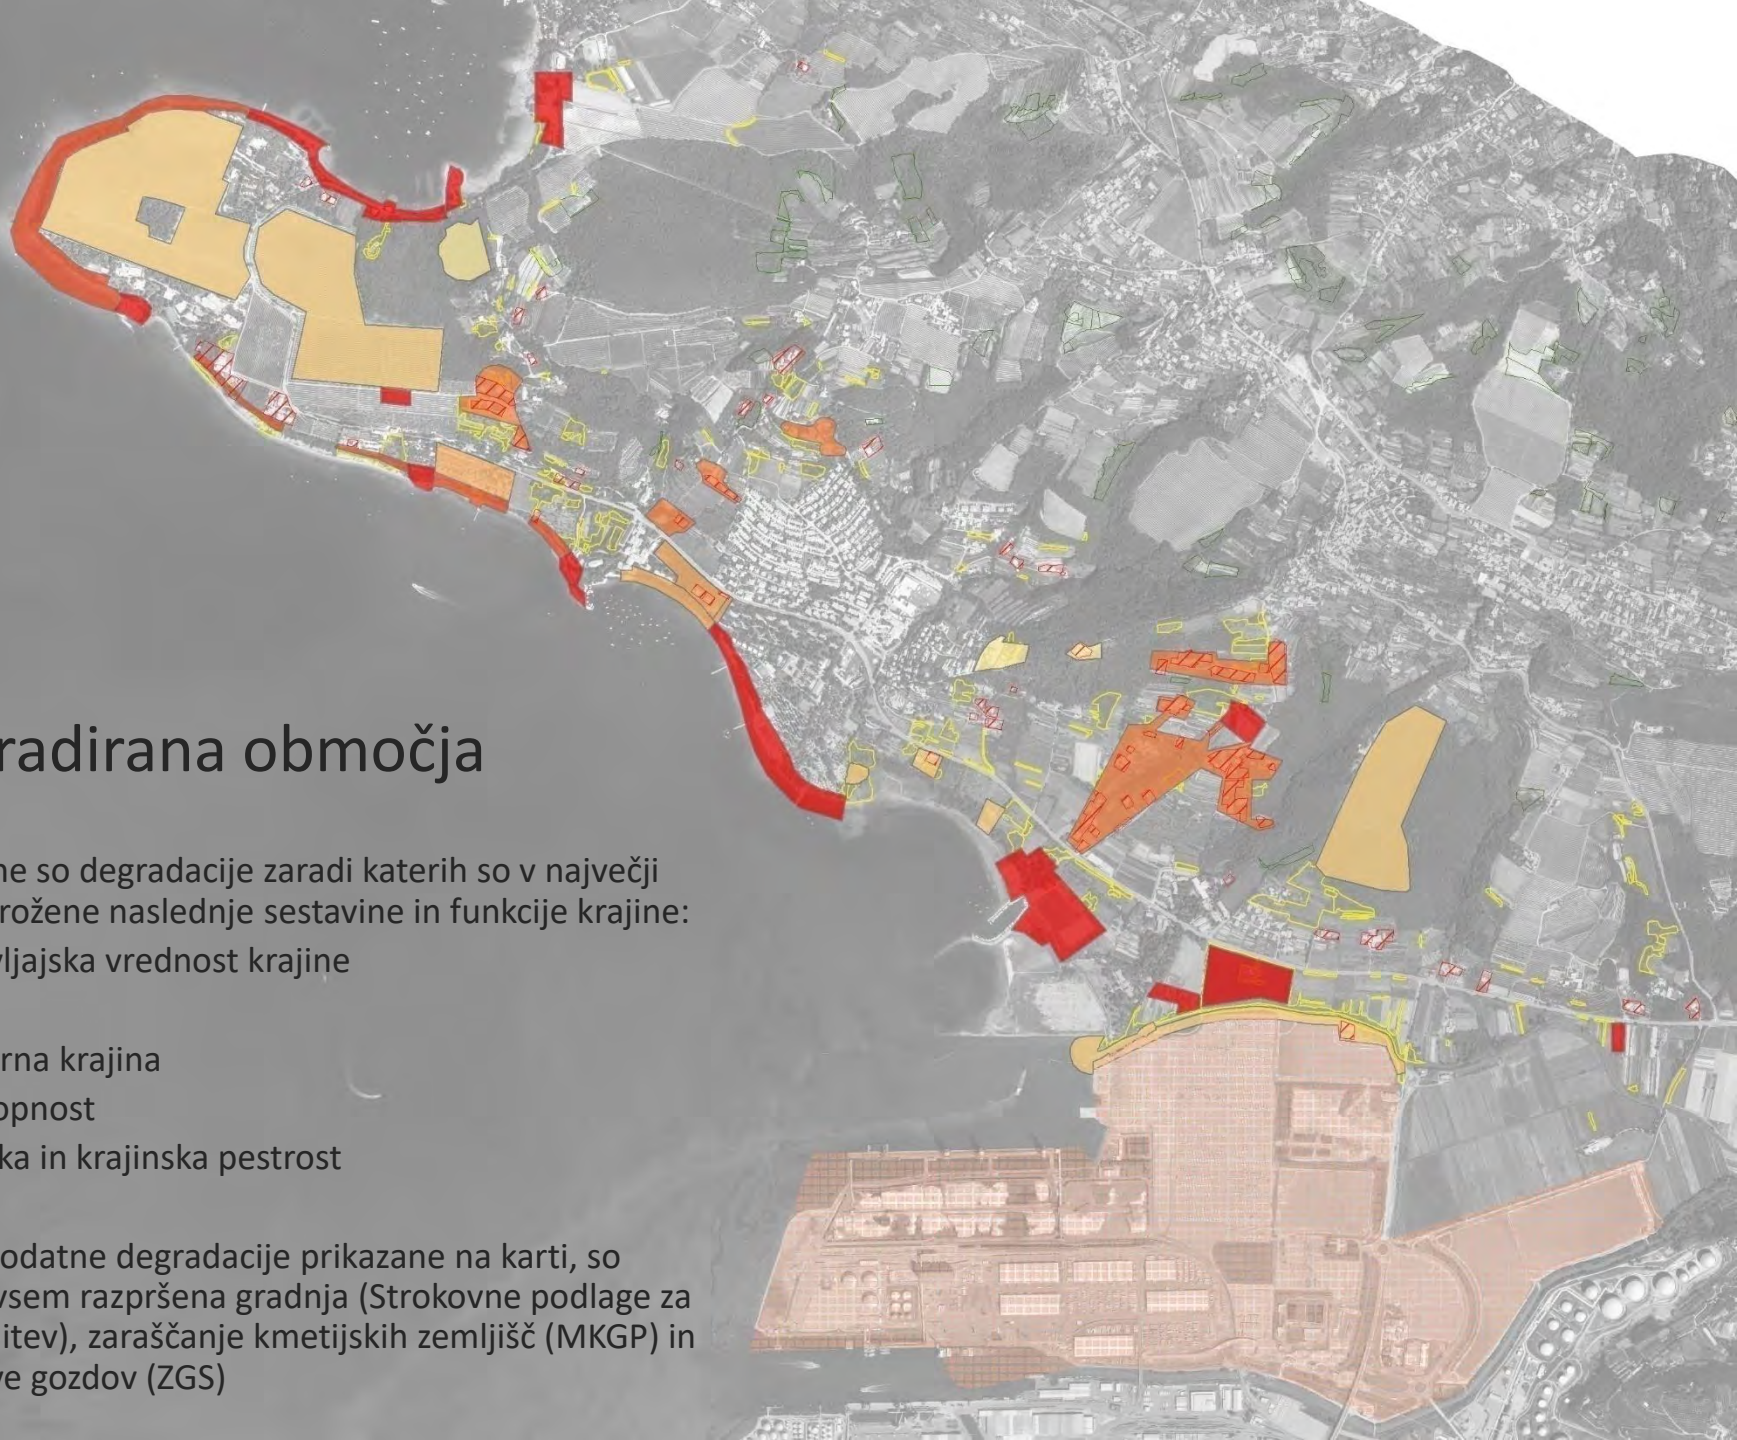 radirana območja
ne so degradacije zaradi katerih so v največji
rožene naslednje sestavine in funkcije krajine:
vljajska vrednost krajine
rna krajina
opnost
ka in krajinska pestrost
odatne degradacije prikazane na karti, so
vsem razpršena gradnja (Strokovne podlage za
itev), zaraščanje kmetijskih zemljišč (MKGP) in
ve gozdov (ZGS)